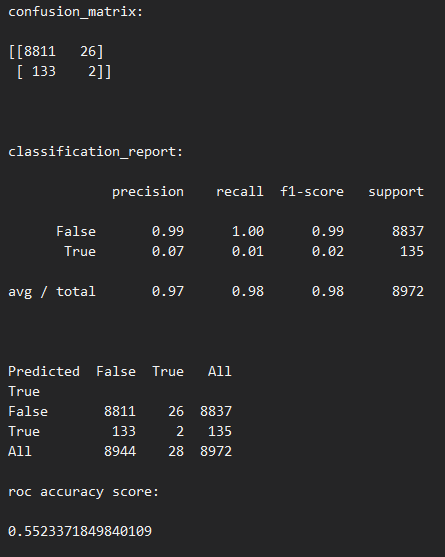 confusion_matrix:
[[8811   26]
 [ 133    2]]
classification_report:
             precision    recall  f1-score   support
      False       0.99      1.00      0.99      8837
       True       0.07      0.01      0.02       135
avg / total       0.97      0.98      0.98      8972
Predicted  False  True   All
True
False       8811    26  8837
True         133     2   135
All         8944    28  8972
roc accuracy score:
0.5523371849840109